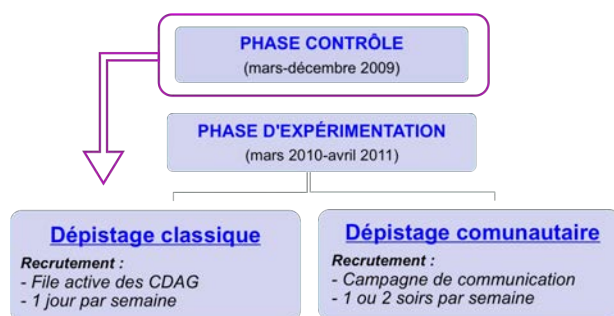 PHASE CONTRÔLE
(mars-décembre 2009)
PHASE D'EXPÉRIMENTATION
(mars 2010-avril 2011)
Dépistage classique
Recrutement :
- File active des CDAG
- 1 jour par semaine
Dépistage comunautaire
Recrutement :
- Campagne de communication
- 1 ou 2 soirs par semaine